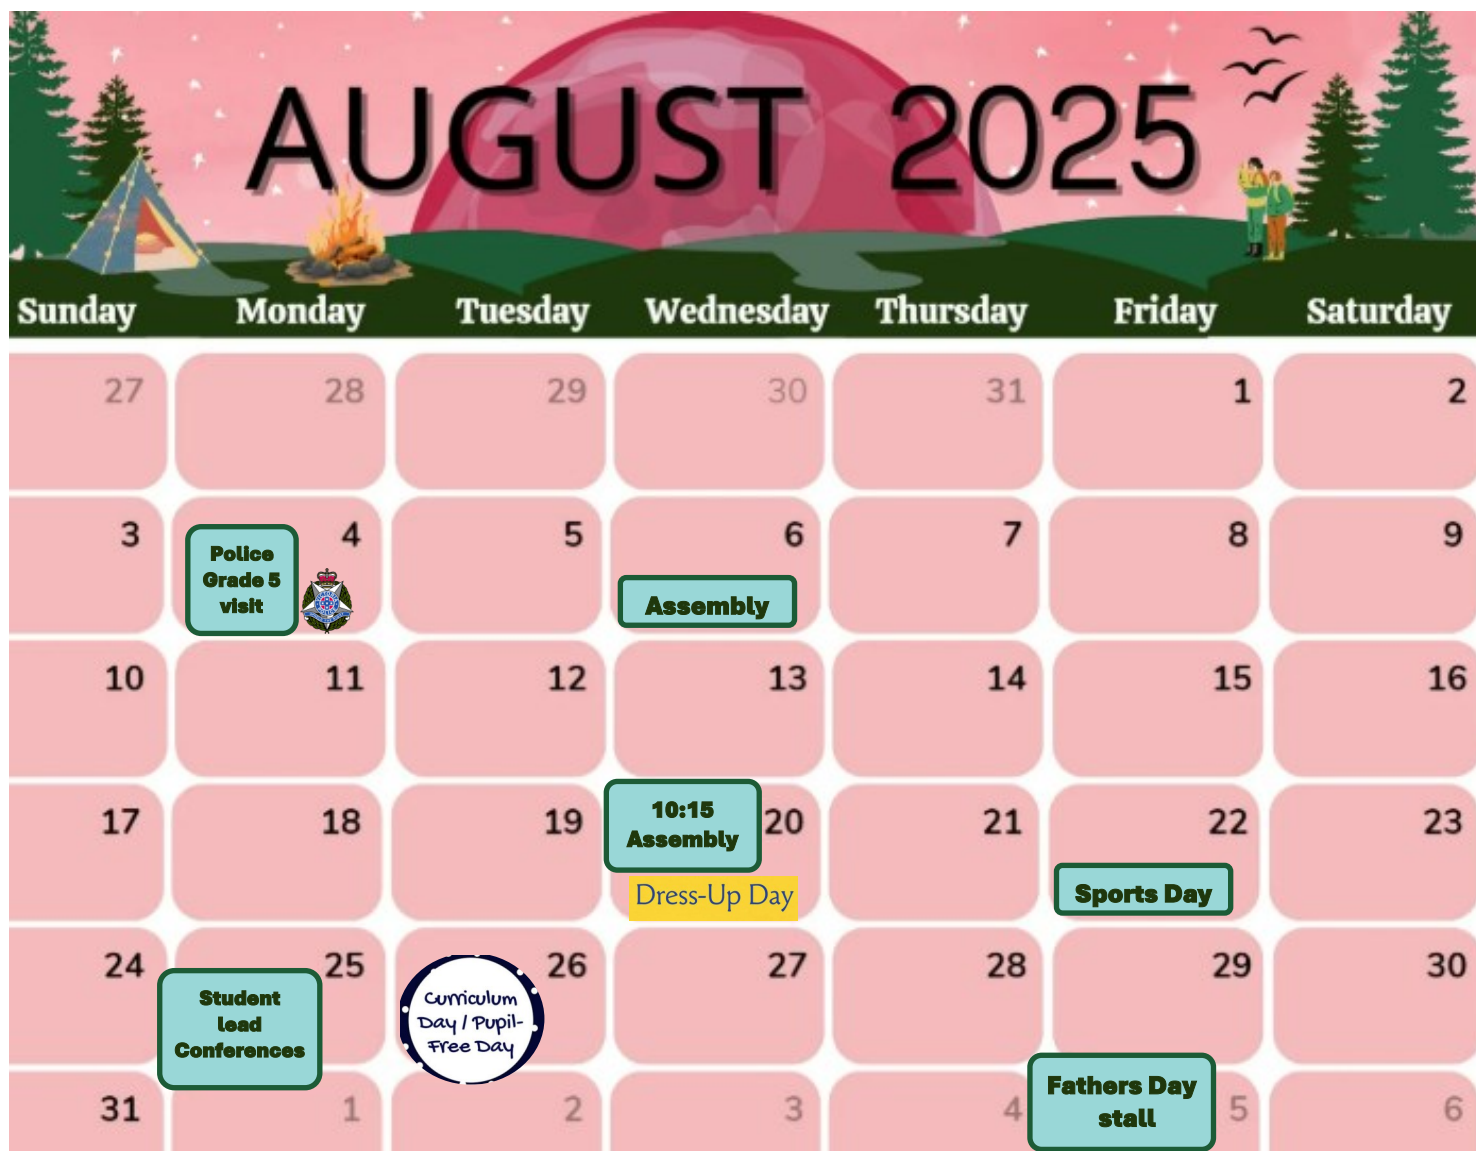 AUGUST 2025
Sunday Monday Tuesday Wednesday Thursday Friday Saturday
27 28 29 30 31 1 2
3 4 5 6 7 8 9
Police
Grade 5
visit
Assembly
10 11 12 13 14 15 16
17 18 19 20 21 22 23
10:15
Assembly
Dress-Up Day
Sports Day
24 25 26 27 28 29 30
Student
lead
Conferences
Curriculum
Day / Pupil-
Free Day
31 1 2 3 4 5 6
Fathers Day
stall